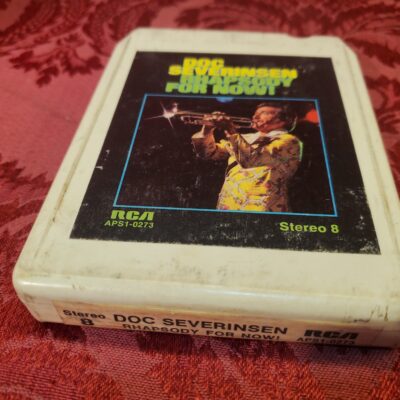 DOC
SEVERINSEN
RHAPSODY
FOR NOW!
RCA
APS1-0273
Stereo 8
Stereo
8
DOC SEVERINSEN
RHAPSODY FOR NOW!
RCA
APS1-0273